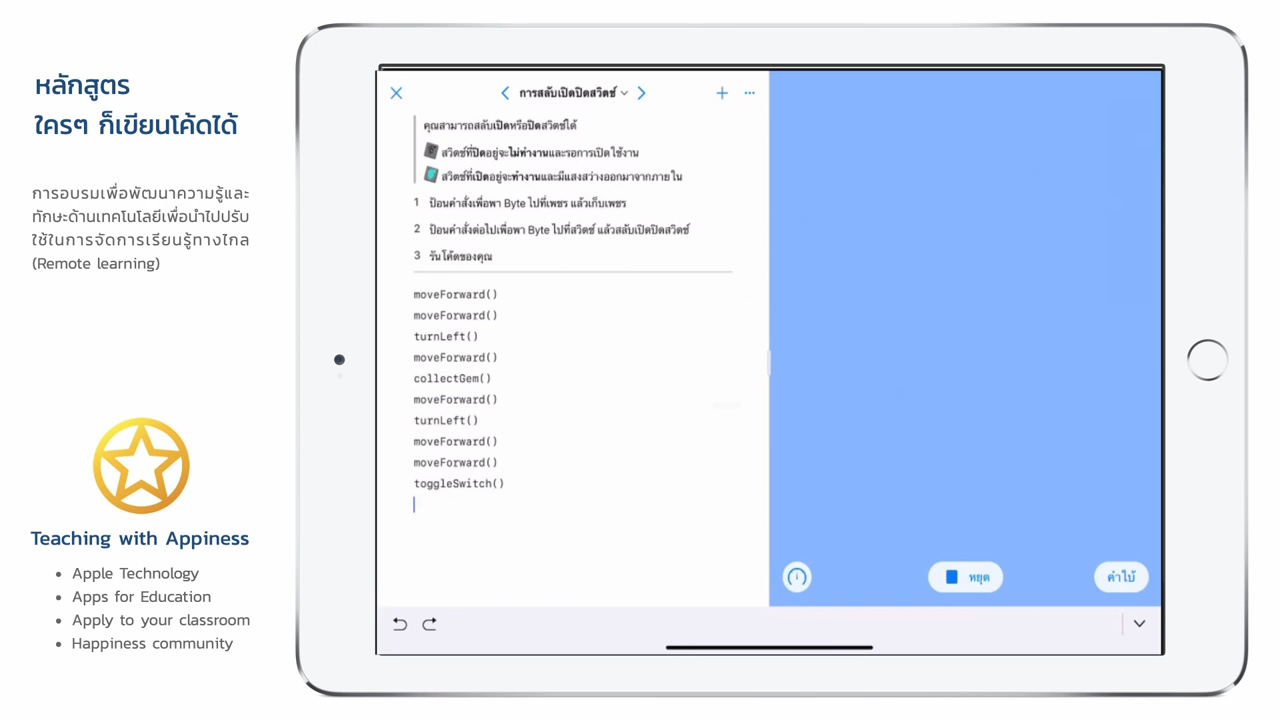 หลักสูตร
ใครๆ ก็เขียนโค้ดได้
การอบรมเพื่อพัฒนาความรู้และ
ทักษะด้านเทคโนโลยีเพื่อนำไปปรับ
ใช้ในการจัดการเรียนรู้ทางไกล
(Remote learning)
Teaching with Appiness
• Apple Technology
• Apps for Education
• Apply to your classroom
• Happiness community
การสลับเปิดปิดสวิตช์
คุณสามารถสลับเปิดหรือปิดสวิตช์ได้
สวิตช์ที่ปิดอยู่จะไม่ทำงานและรอการเปิดใช้งาน
สวิตช์ที่เปิดอยู่จะทำงานและมีแสงสว่างออกมาจากภายใน
1 ป้อนคำสั่งเพื่อพา Byte ไปที่เพชร แล้วเก็บเพชร
2 ป้อนคำสั่งต่อไปเพื่อพา Byte ไปที่สวิตช์ แล้วสลับเปิดปิดสวิตช์
3 รันโค้ดของคุณ
moveForward()
moveForward()
turnLeft()
moveForward()
collectGem()
moveForward()
turnLeft()
moveForward()
moveForward()
toggleSwitch()
หยุด
คำใบ้